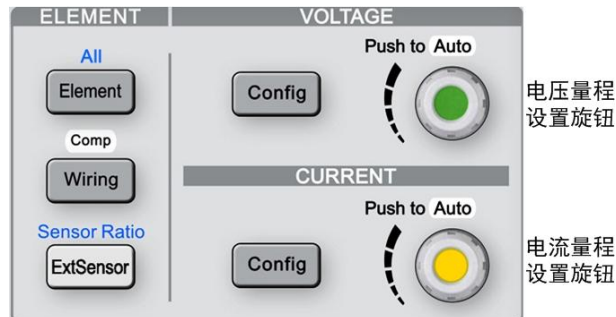 ELEMENT
VOLTAGE
All
Push to Auto
Element
Config
电压量程
设置旋钮
Comp
Wiring
CURRENT
Sensor Ratio
Push to Auto
ExtSensor
Config
电流量程
设置旋钮